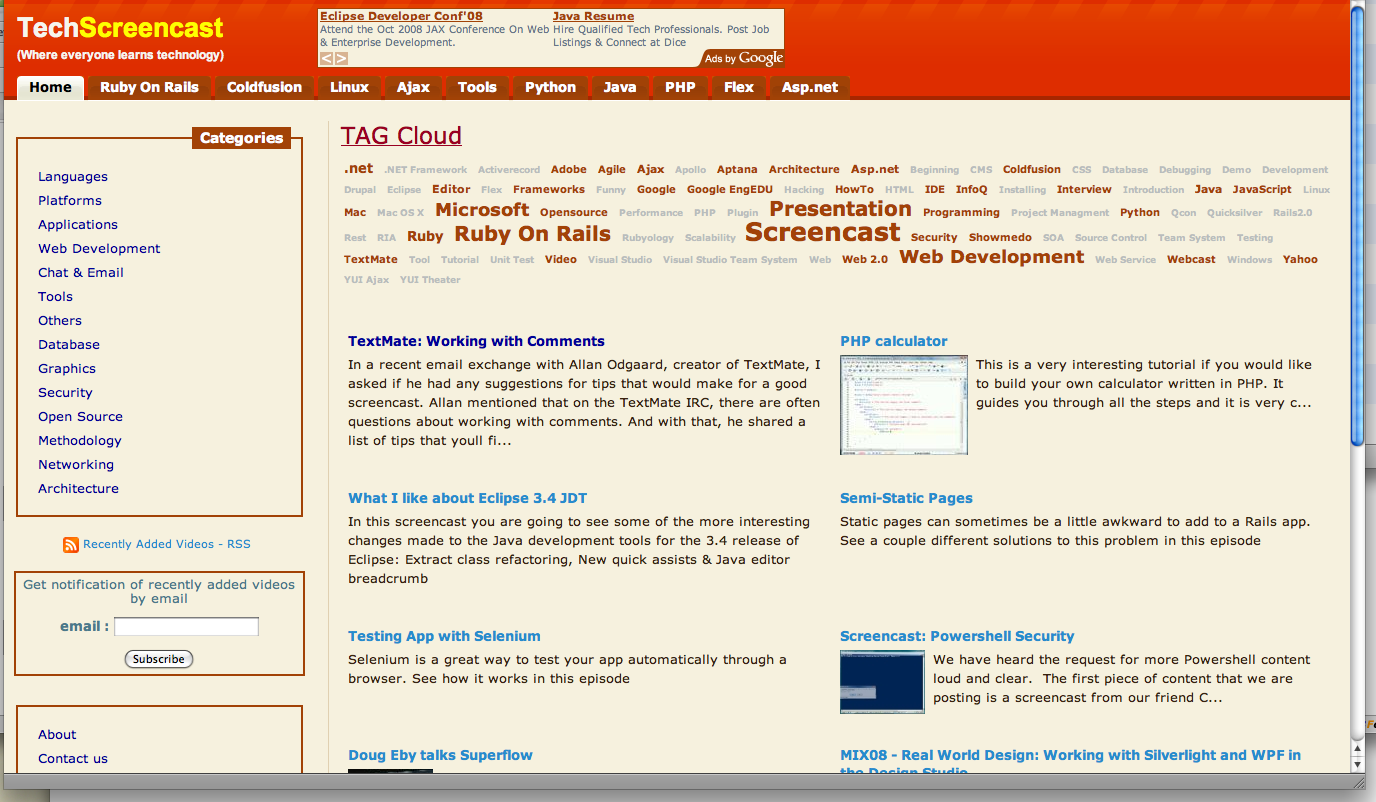 TechScreencast
(Where everyone learns technology)
Eclipse Developer Conf'08
Attend the Oct 2008 JAX Conference On Web
& Enterprise Development.
Java Resume
Hire Qualified Tech Professionals. Post Job
Listings & Connect at Dice
Ads by Google
Home Ruby On Rails Coldfusion Linux Ajax Tools Python Java PHP Flex Asp.net
Categories
Languages
Platforms
Applications
Web Development
Chat & Email
Tools
Others
Database
Graphics
Security
Open Source
Methodology
Networking
Architecture
Recently Added Videos - RSS
Get notification of recently added videos
by email
email :
Subscribe
About
Contact us
TAG Cloud
.net .NET Framework Activerecord Adobe Agile Ajax Apollo Aptana Architecture Asp.net Beginning CMS Coldfusion CSS Database Debugging Demo Development
Drupal Eclipse Editor Flex Frameworks Funny Google Google EngEDU Hacking HowTo HTML IDE InfoQ Installing Interview Introduction Java JavaScript Linux
Mac Mac OS X Microsoft Opensource Performance PHP Plugin Presentation Programming Project Managment Python Qcon Quicksilver Rails2.0
Rest RIA Ruby Ruby On Rails Rubyology Scalability Screencast Security Showmedo SOA Source Control Team System Testing
TextMate Tool Tutorial Unit Test Video Visual Studio Visual Studio Team System Web Web 2.0 Web Development Web Service Webcast Windows Yahoo
YUI Ajax YUI Theater
TextMate: Working with Comments
In a recent email exchange with Allan Odgaard, creator of TextMate, I
asked if he had any suggestions for tips that would make for a good
screencast. Allan mentioned that on the TextMate IRC, there are often
questions about working with comments. And with that, he shared a
list of tips that youll fi...
PHP calculator
This is a very interesting tutorial if you would like
to build your own calculator written in PHP. It
guides you through all the steps and it is very c...
What I like about Eclipse 3.4 JDT
In this screencast you are going to see some of the more interesting
changes made to the Java development tools for the 3.4 release of
Eclipse: Extract class refactoring, New quick assists & Java editor
breadcrumb
Semi-Static Pages
Static pages can sometimes be a little awkward to add to a Rails app.
See a couple different solutions to this problem in this episode
Testing App with Selenium
Selenium is a great way to test your app automatically through a
browser. See how it works in this episode
Screencast: Powershell Security
We have heard the request for more Powershell content
loud and clear. The first piece of content that we are
posting is a screencast from our friend C...
Doug Eby talks Superflow
MIX08 - Real World Design: Working with Silverlight and WPF in
the Design Studio